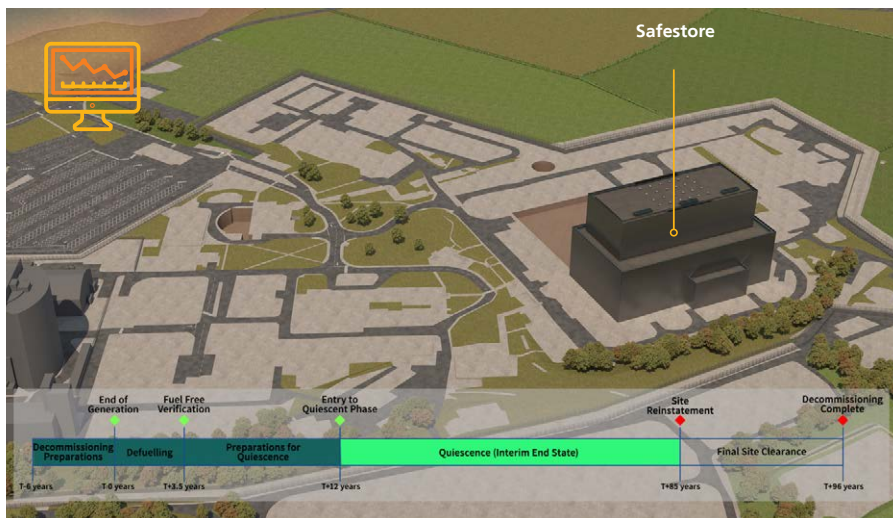 Safestore
End of
Generation
Fuel Free
Verification
Entry to
Quiescent Phase
Site
Reinstatement
Decommissioning
Complete
Decommissioning
Preparations
Defuelling
Preparations for
Quiescence
Quiescence (Interim End State)
Final Site Clearance
T-6 years
T-0 years
T+3.5 years
T+12 years
T+85 years
T+96 years